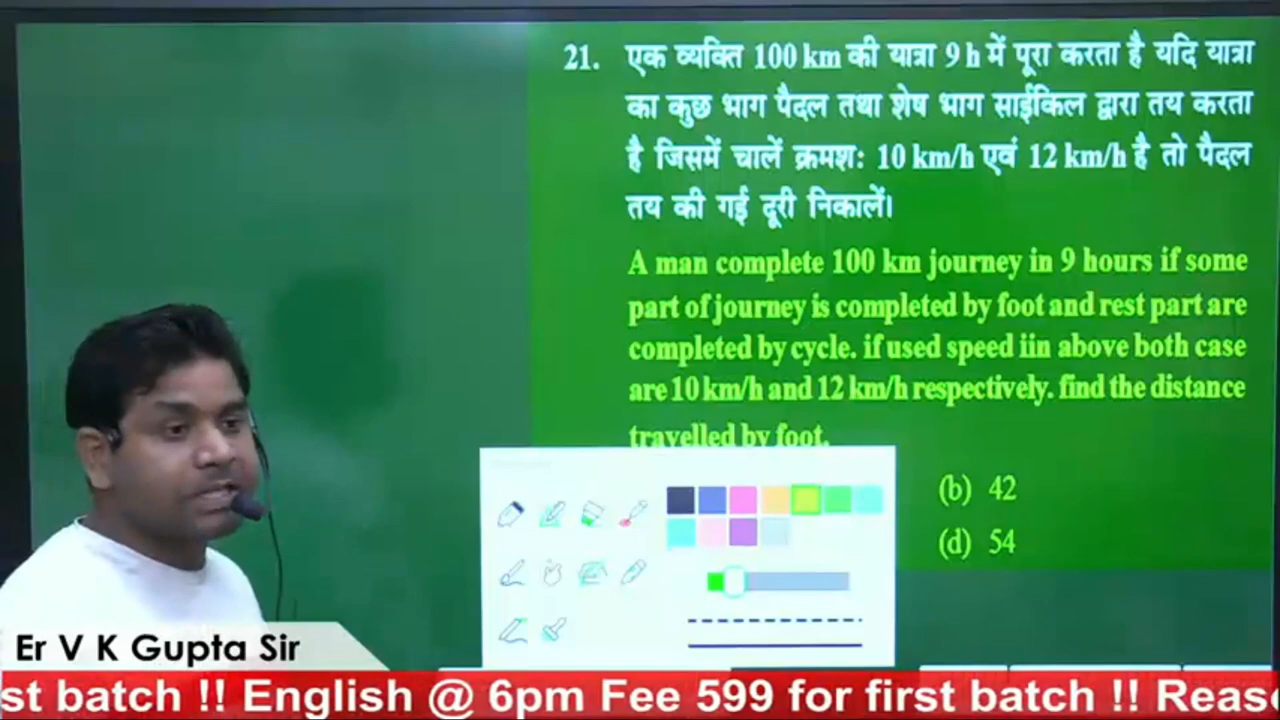 21. एक व्यक्ति 100 km की यात्रा 9 h में पूरा करता है यदि यात्रा
का कुछ भाग पैदल तथा शेष भाग साईकिल द्वारा तय करता
है जिसमें चालें क्रमश: 10 km/h एवं 12 km/h है तो पैदल
तय की गई दूरी निकालें।
A man complete 100 km journey in 9 hours if some
part of journey is completed by foot and rest part are
completed by cycle. if used speed iin above both case
are 10 km/h and 12 km/h respectively. find the distance
travelled by foot.
(b) 42
(d) 54
Er V K Gupta Sir
st batch !! English @ 6pm Fee 599 for first batch !! Reaso